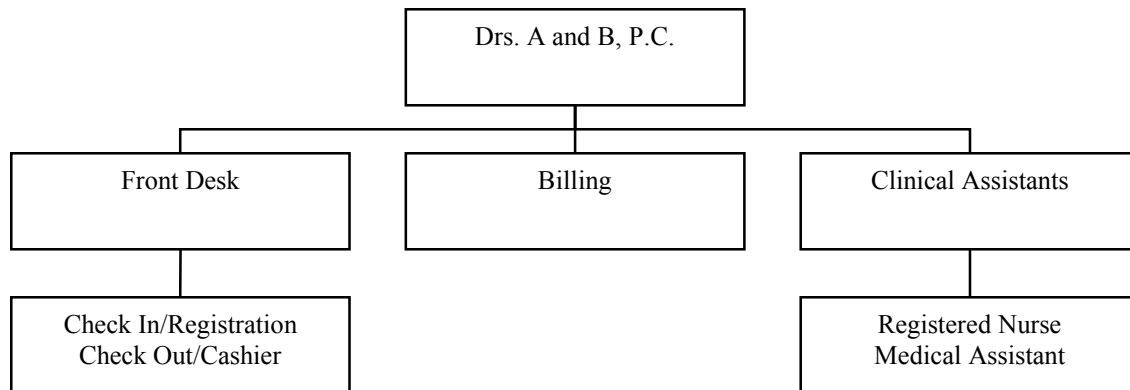 Drs. A and B, P.C.
Front Desk
Billing
Clinical Assistants
Check In/Registration
Check Out/Cashier
Registered Nurse
Medical Assistant